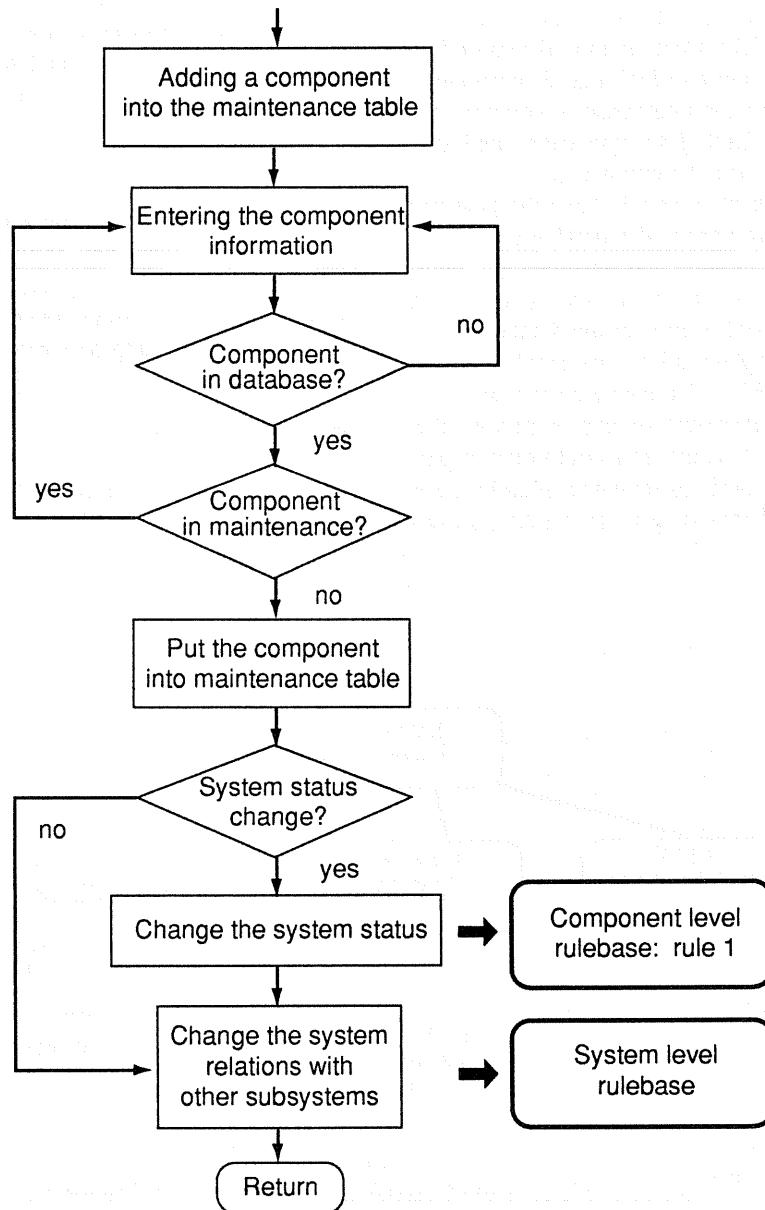 Adding a component
into the maintenance table
Entering the component
information
no
Component
in database?
yes
yes
Component
in maintenance?
no
Put the component
into maintenance table
System status
change?
no
yes
Change the system status
Component level
rulebase: rule 1
Change the system
relations with
other subsystems
System level
rulebase
Return